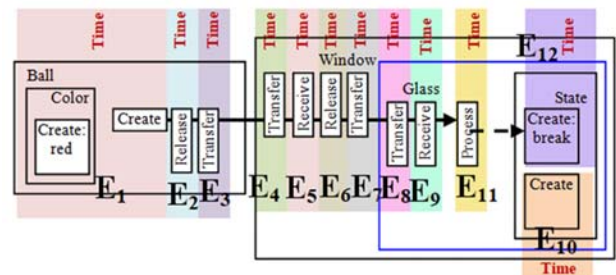 Time
Time
Time
Time
Time
Time
Time
Time
Time
Time
Time
E12
Ball
Color
Create:
red
Create
Release
Transfer
Window
Transfer
Receive
Release
Transfer
Glass
Transfer
Receive
Process
State
Create:
break
Create
E1
E2
E3
E4
E5
E6
E7
E8
E9
E11
E10
Time